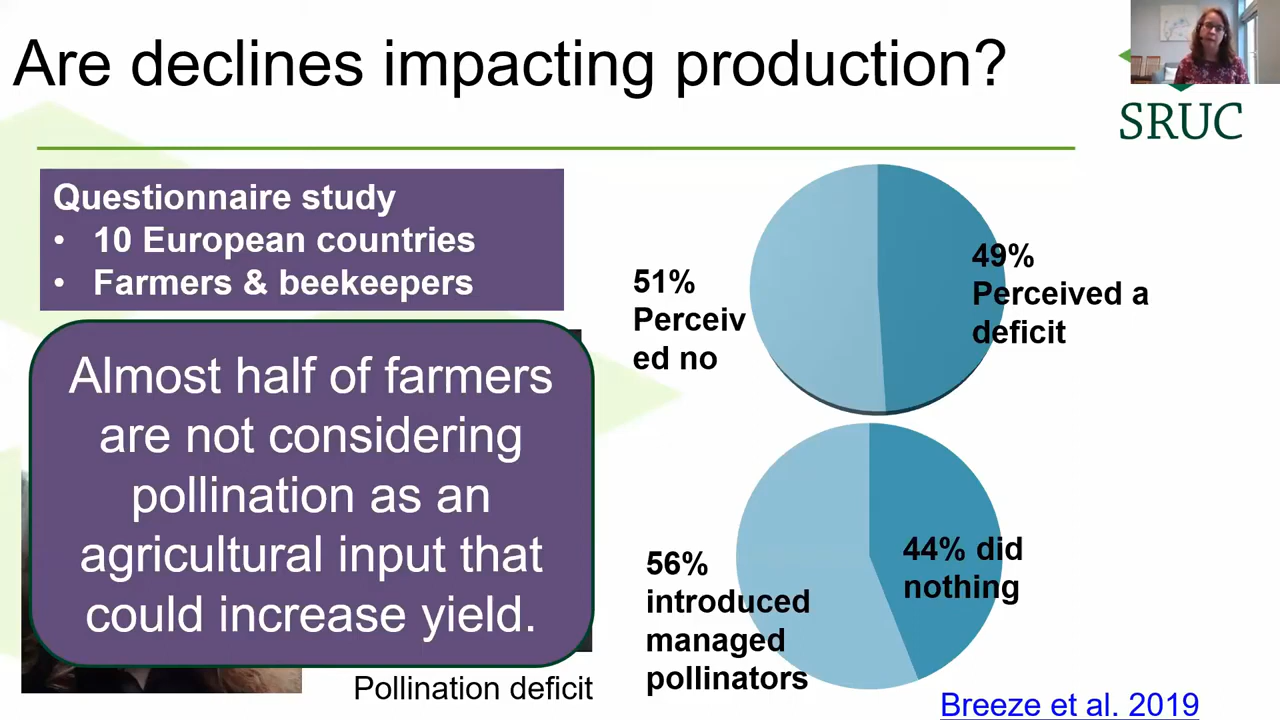 Are declines impacting production?
SRUC
Questionnaire study
• 10 European countries
• Farmers & beekeepers
Almost half of farmers
are not considering
pollination as an
agricultural input that
could increase yield.
Pollination deficit
51%
Perceiv
ed no
49%
Perceived a
deficit
56%
introduced
managed
pollinators
44% did
nothing
Breeze et al. 2019